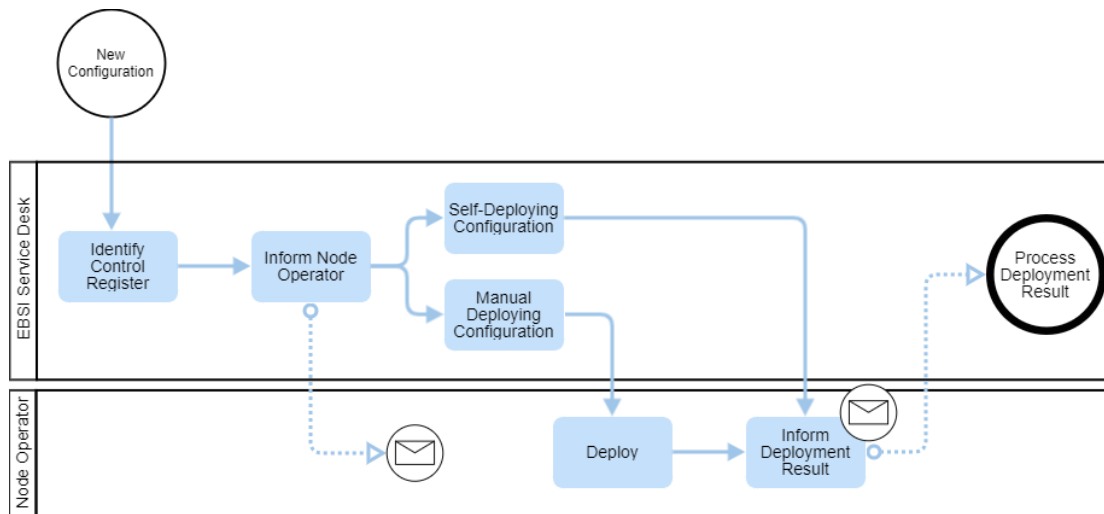 New
Configuration
EBSI Service Desk
Identify
Control
Register
Inform Node
Operator
Self-Deploying
Configuration
Manual
Deploying
Configuration
Process
Deployment
Result
Node Operator
Deploy
Inform
Deployment
Result